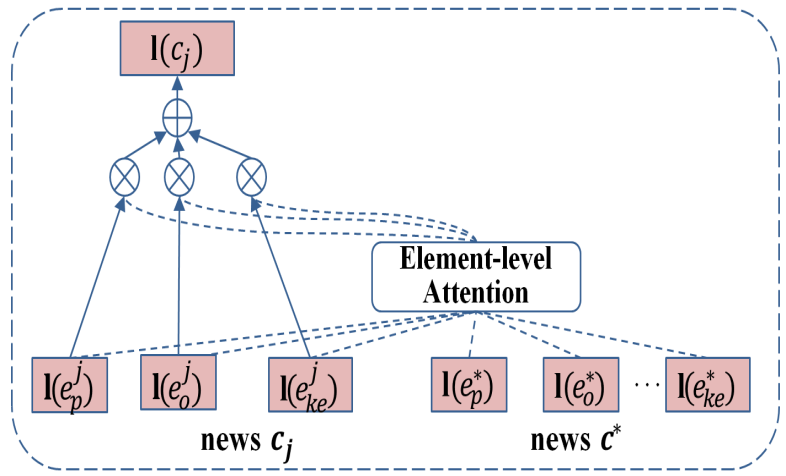 l(c_j)
Element-level
Attention
l(e_p^j) l(e_o^j) l(e_ke^j) l(e_p^*) l(e_o^*) ··· l(e_ke^*)
news c_j news c^*